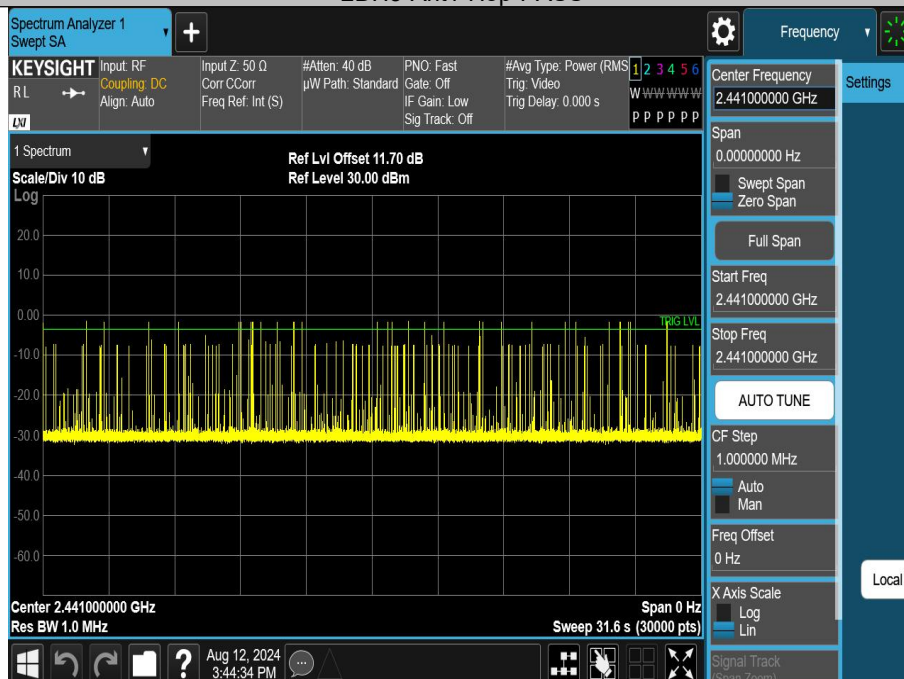 Spectrum Analyzer 1
Swept SA
+
Frequency
KEYSIGHT
RL
LXI
Input: RF
Coupling: DC
Align: Auto
Input Z: 50 Ω
Corr CCorr
Freq Ref: Int (S)
#Atten: 40 dB
µW Path: Standard
PNO: Fast
Gate: Off
IF Gain: Low
Sig Track: Off
#Avg Type: Power (RMS
Trig: Video
Trig Delay: 0.000 s
1 2 3 4 5 6
W W W W W W
P P P P P P
Center Frequency
2.441000000 GHz
Settings
Span
0.00000000 Hz
Swept Span
Zero Span
Full Span
Start Freq
2.441000000 GHz
Stop Freq
2.441000000 GHz
AUTO TUNE
CF Step
1.000000 MHz
Auto
Man
Freq Offset
0 Hz
X Axis Scale
Log
Lin
Signal Track
(Span Zoom)
Local
1 Spectrum
Scale/Div 10 dB
Ref Lvl Offset 11.70 dB
Ref Level 30.00 dBm
Log
20.0
10.0
0.00
-10.0
-20.0
-30.0
-40.0
-50.0
-60.0
TRIG LVL
Center 2.441000000 GHz
Res BW 1.0 MHz
Span 0 Hz
Sweep 31.6 s (30000 pts)
?
Aug 12, 2024
3:44:34 PM